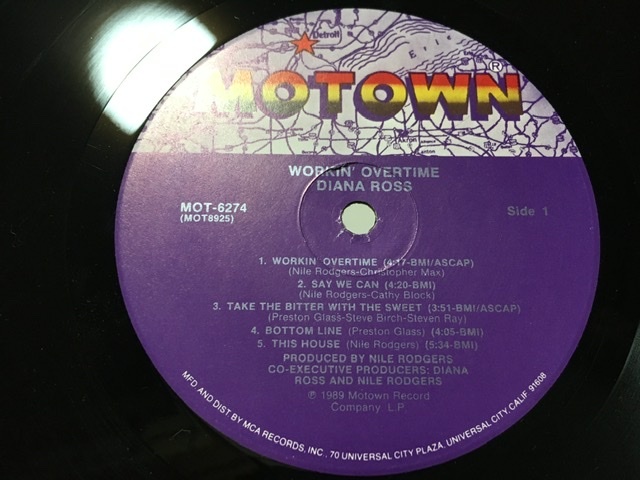 Detroit
Erie
MOTOWN®
Akron
WORKIN' OVERTIME
DIANA ROSS
MOT-6274
(MOT8925)
Side 1
1. WORKIN' OVERTIME (4:17-BMI/ASCAP)
(Nile Rodgers-Christopher Max)
2. SAY WE CAN (4:20-BMI)
(Nile Rodgers-Cathy Block)
3. TAKE THE BITTER WITH THE SWEET (3:51-BMI/ASCAP)
(Preston Glass-Steve Birch-Steven Ray)
4. BOTTOM LINE (Preston Glass) (4:05-BMI)
5. THIS HOUSE (Nile Rodgers) (5:34-BMI)
PRODUCED BY NILE RODGERS
CO-EXECUTIVE PRODUCERS: DIANA
ROSS AND NILE RODGERS
℗ 1989 Motown Record
Company L.P.
MFD. AND DIST BY MCA RECORDS, INC., 70 UNIVERSAL CITY PLAZA, UNIVERSAL CITY, CALIF 91608